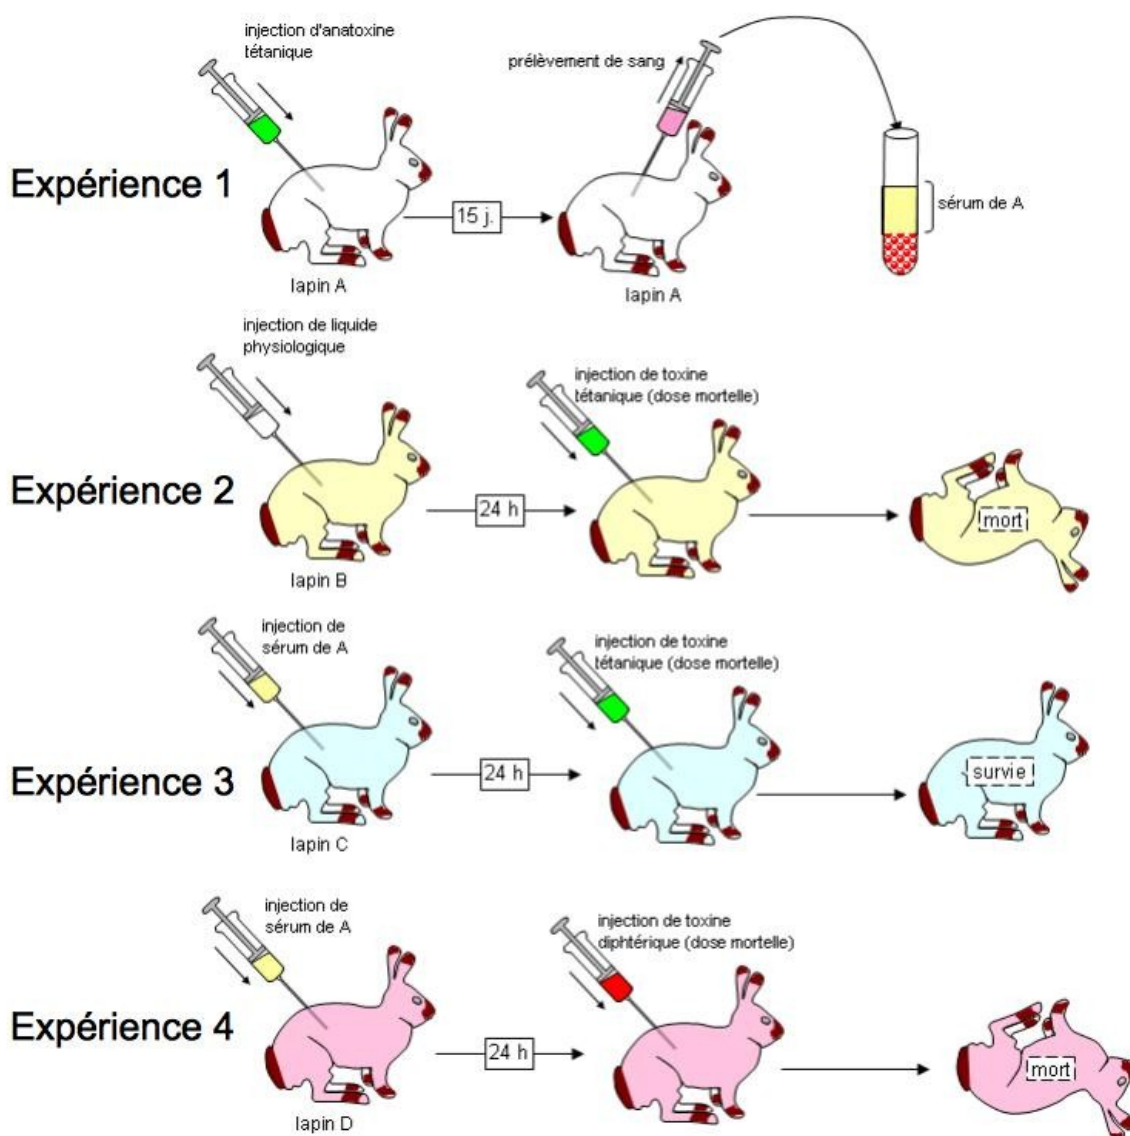 injection d'anatoxine
tétanique
prélèvement de sang
Expérience 1
15 j.
sérum de A
lapin A
lapin A
injection de liquide
physiologique
injection de toxine
tétanique (dose mortelle)
Expérience 2
24 h
mort
lapin B
injection de
sérum de A
injection de toxine
tétanique (dose mortelle)
Expérience 3
24 h
survie
lapin C
injection de
sérum de A
injection de toxine
diphtérique (dose mortelle)
Expérience 4
24 h
mort
lapin D